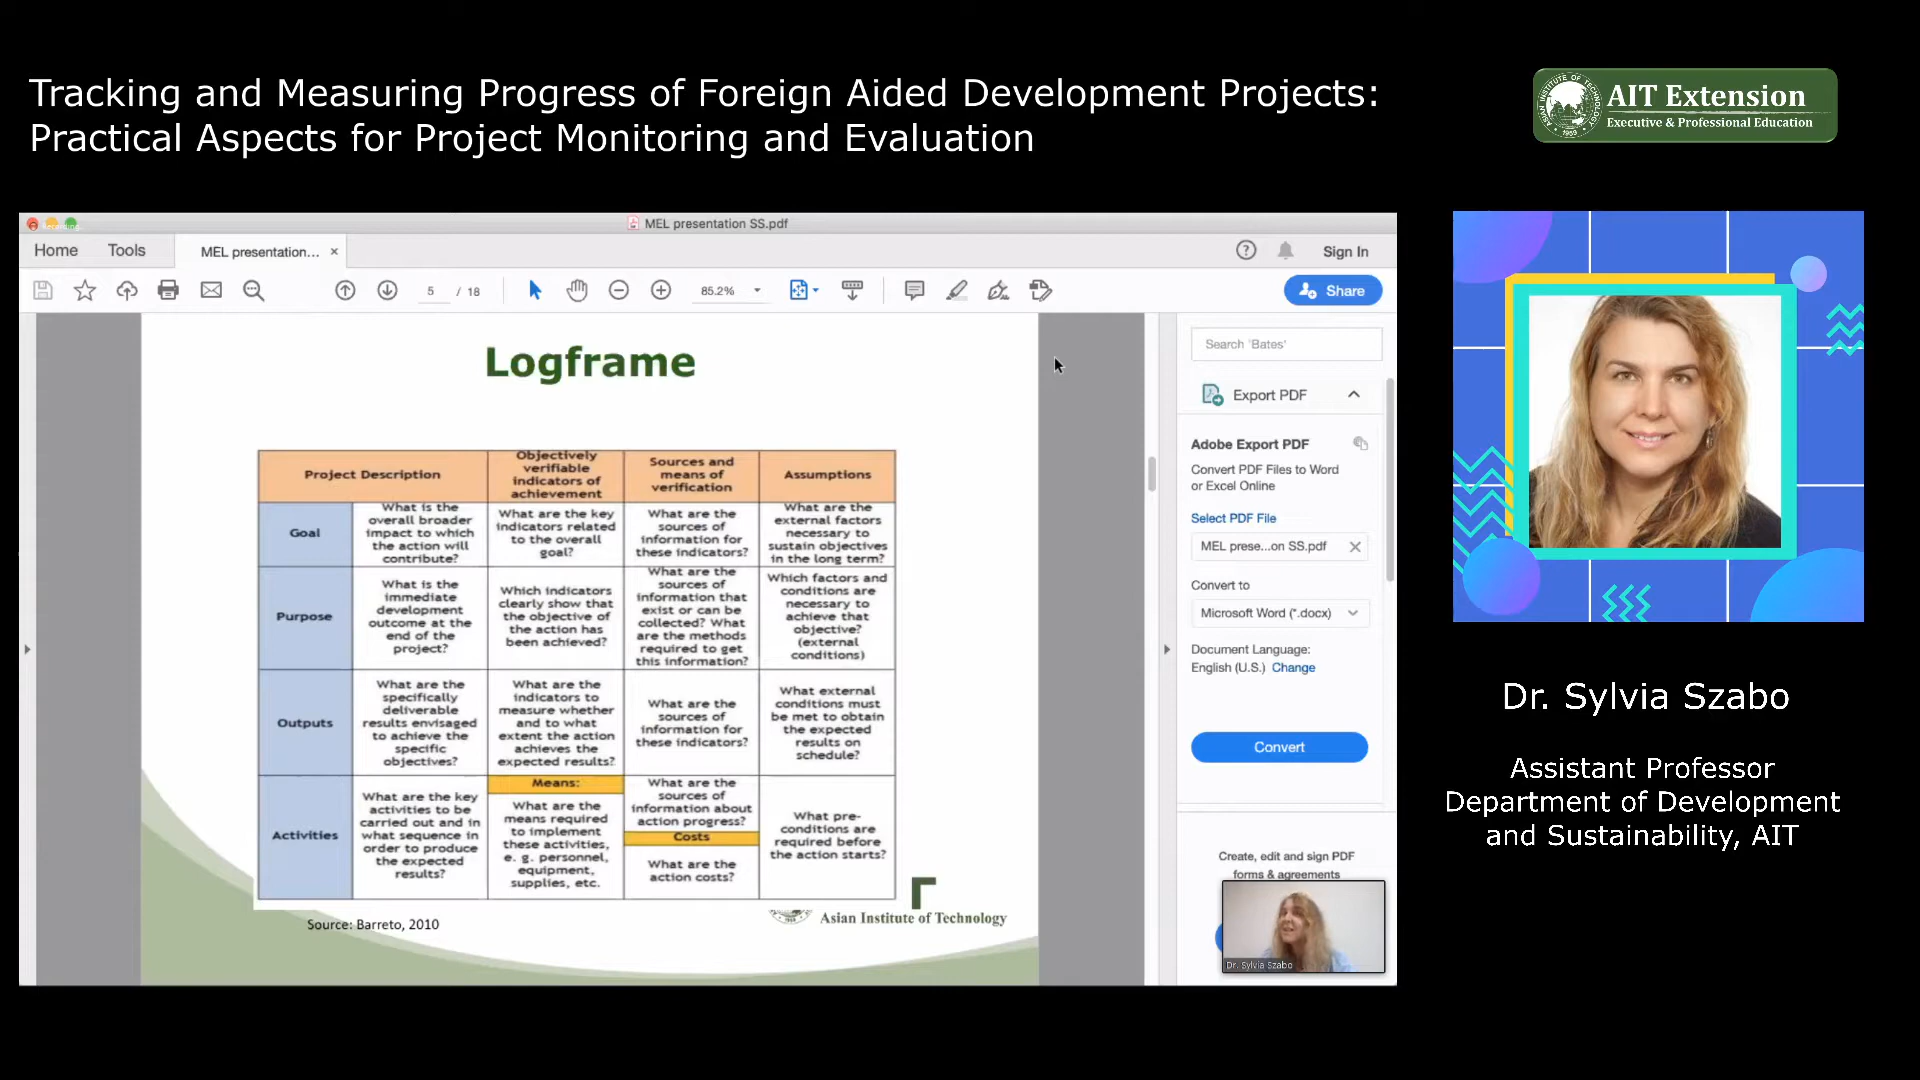 Tracking and Measuring Progress of Foreign Aided Development Projects:
Practical Aspects for Project Monitoring and Evaluation
ASIAN INSTITUTE OF TECHNOLOGY
1959
AIT Extension
Executive & Professional Education
MEL presentation SS.pdf
Home
Tools
MEL presentation... ×
Sign In
5 / 18
85.2%
Share
Logframe
Project Description
Objectively
verifiable
indicators of
achievement
Sources and
means of
verification
Assumptions
Goal
What is the
overall broader
impact to which
the action will
contribute?
What are the key
indicators related
to the overall
goal?
What are the
sources of
information for
these indicators?
What are the
external factors
necessary to
sustain objectives
in the long term?
Purpose
What is the
immediate
development
outcome at the
end of the
project?
Which indicators
clearly show that
the objective of
the action has
been achieved?
What are the
sources of
information that
exist or can be
collected? What
are the methods
required to get
this information?
Which factors and
conditions are
necessary to
achieve that
objective?
(external
conditions)
Outputs
What are the
specifically
deliverable
results envisaged
to achieve the
specific
objectives?
What are the
indicators to
measure whether
and to what
extent the action
achieves the
expected results?
What are the
sources of
information for
these indicators?
What external
conditions must
be met to obtain
the expected
results on
schedule?
Activities
What are the key
activities to be
carried out and in
what sequence in
order to produce
the expected
results?
Means:
What are the
means required
to implement
these activities,
e. g. personnel,
equipment,
supplies, etc.
What are the
sources of
information about
action progress?
Costs
What are the
action costs?
What pre-
conditions are
required before
the action starts?
Source: Barreto, 2010
Asian Institute of Technology
Search 'Bates'
Export PDF
Adobe Export PDF
Convert PDF Files to Word
or Excel Online
Select PDF File
MEL prese...on SS.pdf
Convert to
Microsoft Word (*.docx)
Document Language:
English (U.S.) Change
Convert
Create, edit and sign PDF
forms & agreements
Dr. Sylvia Szabo
Dr. Sylvia Szabo
Assistant Professor
Department of Development
and Sustainability, AIT